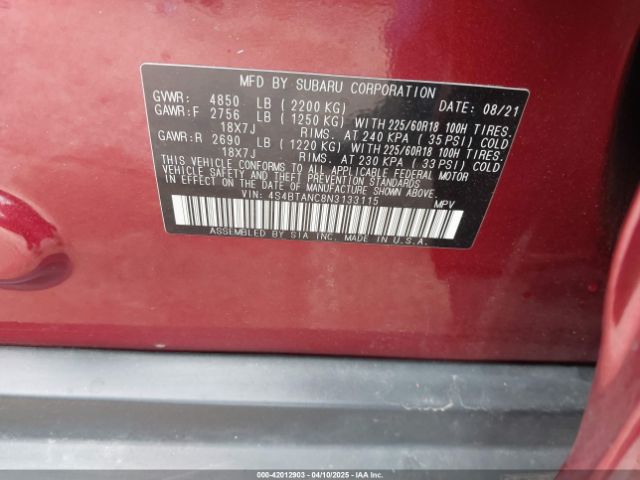 MFD BY SUBARU CORPORATION
GVWR: 4850 LB (2200 KG) DATE: 08/21
GAWR:F 2756 LB (1250 KG) WITH 225/60R18 100H TIRES.
18X7J RIMS. AT 240 KPA (35 PSI) COLD
GAWR:R 2690 LB (1220 KG) WITH 225/60R18 100H TIRES.
18X7J RIMS. AT 230 KPA (33 PSI) COLD
THIS VEHICLE CONFORMS TO ALL APPLICABLE FEDERAL MOTOR
VEHICLE SAFETY AND THEFT PREVENTION STANDARDS
IN EFFECT ON THE DATE OF MANUFACTURE SHOWN ABOVE.
VIN: 4S4BTANC8N3133115 MPV
ASSEMBLED BY SIA INC. MADE IN U.S.A.
000-42012903 - 04/10/2025 - IAAI.COM